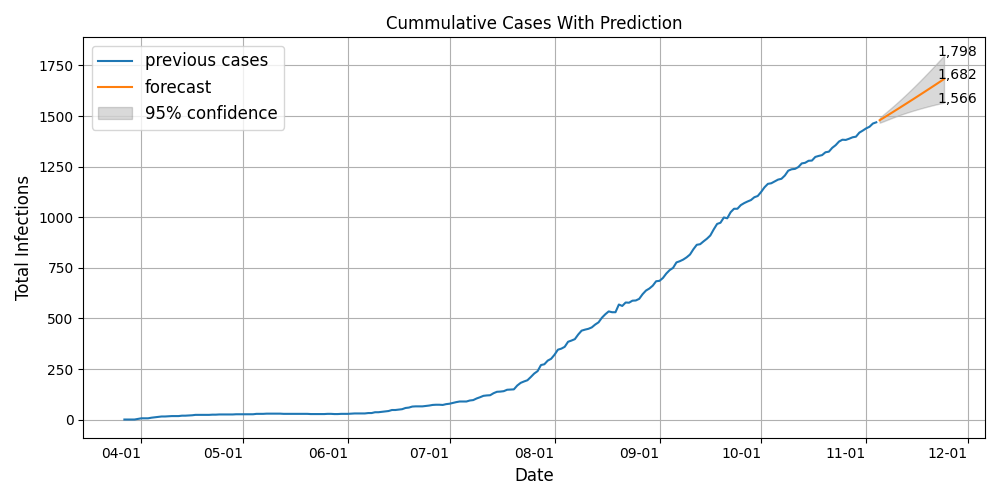 Cummulative Cases With Prediction
previous cases
forecast
95% confidence
1,798
1,682
1,566
1750
1500
1250
1000
750
500
250
0
Total Infections
04-01 05-01 06-01 07-01 08-01 09-01 10-01 11-01 12-01
Date